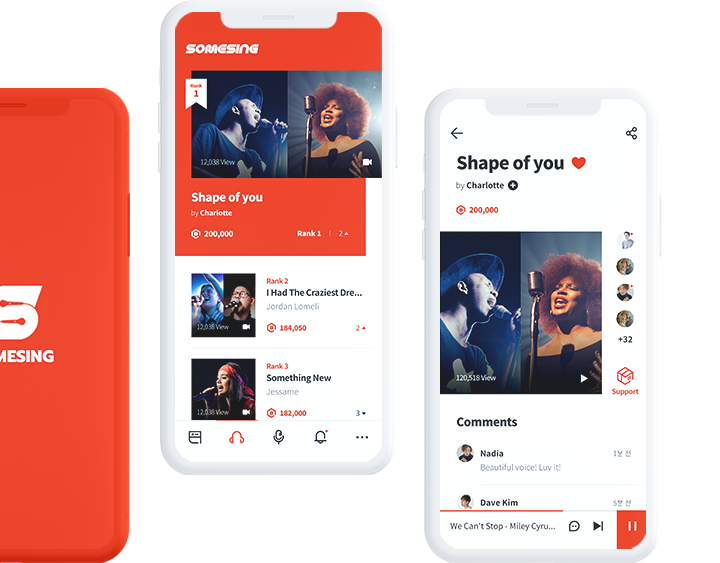 MESING
SOMESING
Rank
1
12,038 View
Shape of you
by Charlotte
200,000
Rank 1
2
Rank 2
I Had The Craziest Dre...
Jordan Lomeli
12,038 View
184,050
2
Rank 3
Something New
Jessame
12,038 View
182,000
3
Shape of you
by Charlotte
200,000
120,518 View
+32
Support
Comments
Nadia
1분 전
Beautiful voice! Luv it!
Dave Kim
5분 전
We Can't Stop - Miley Cyru...